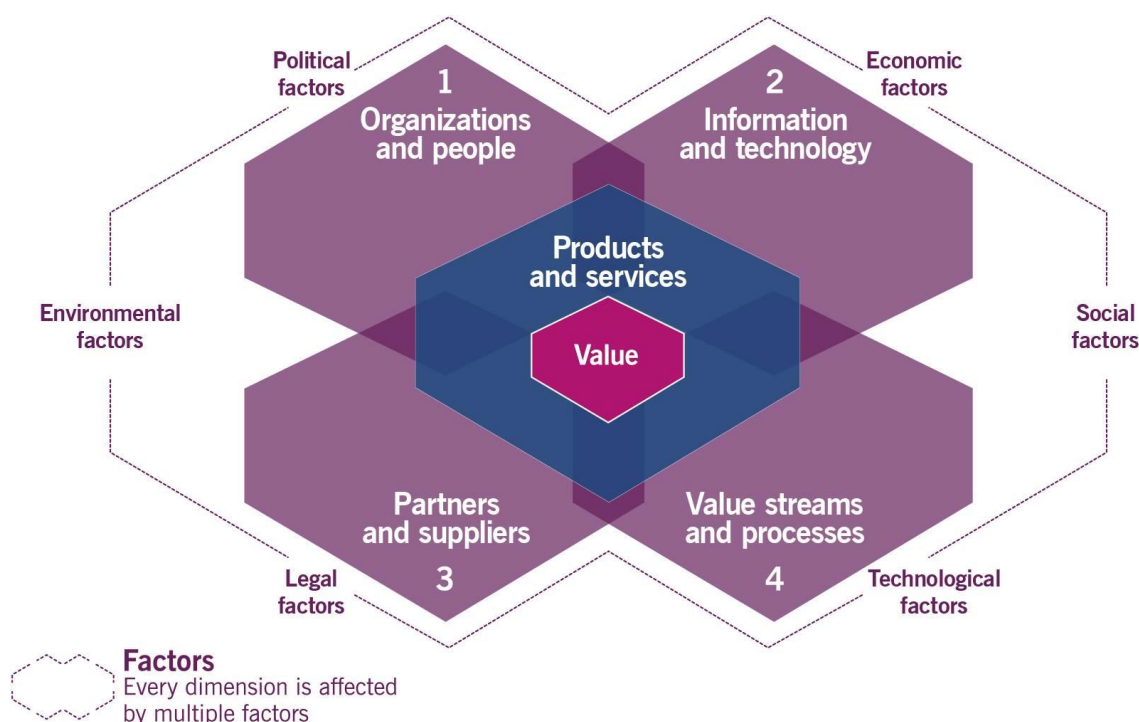 Political
factors
1
Organizations
and people
2
Information
and technology
Economic
factors
Products
and services
Value
Environmental
factors
Social
factors
Partners
and suppliers
3
Value streams
and processes
4
Legal
factors
Technological
factors
Factors
Every dimension is affected
by multiple factors